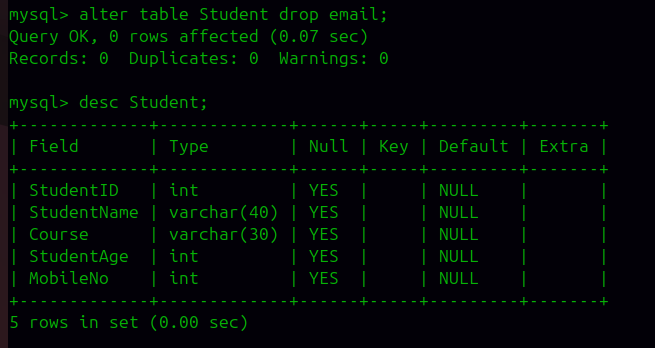 mysql> alter table Student drop email;
Query OK, 0 rows affected (0.07 sec)
Records: 0  Duplicates: 0  Warnings: 0

mysql> desc Student;
+-------------+-------------+------+-----+---------+-------+
| Field       | Type        | Null | Key | Default | Extra |
+-------------+-------------+------+-----+---------+-------+
| StudentID   | int         | YES  |     | NULL    |       |
| StudentName | varchar(40) | YES  |     | NULL    |       |
| Course      | varchar(30) | YES  |     | NULL    |       |
| StudentAge  | int         | YES  |     | NULL    |       |
| MobileNo    | int         | YES  |     | NULL    |       |
+-------------+-------------+------+-----+---------+-------+
5 rows in set (0.00 sec)